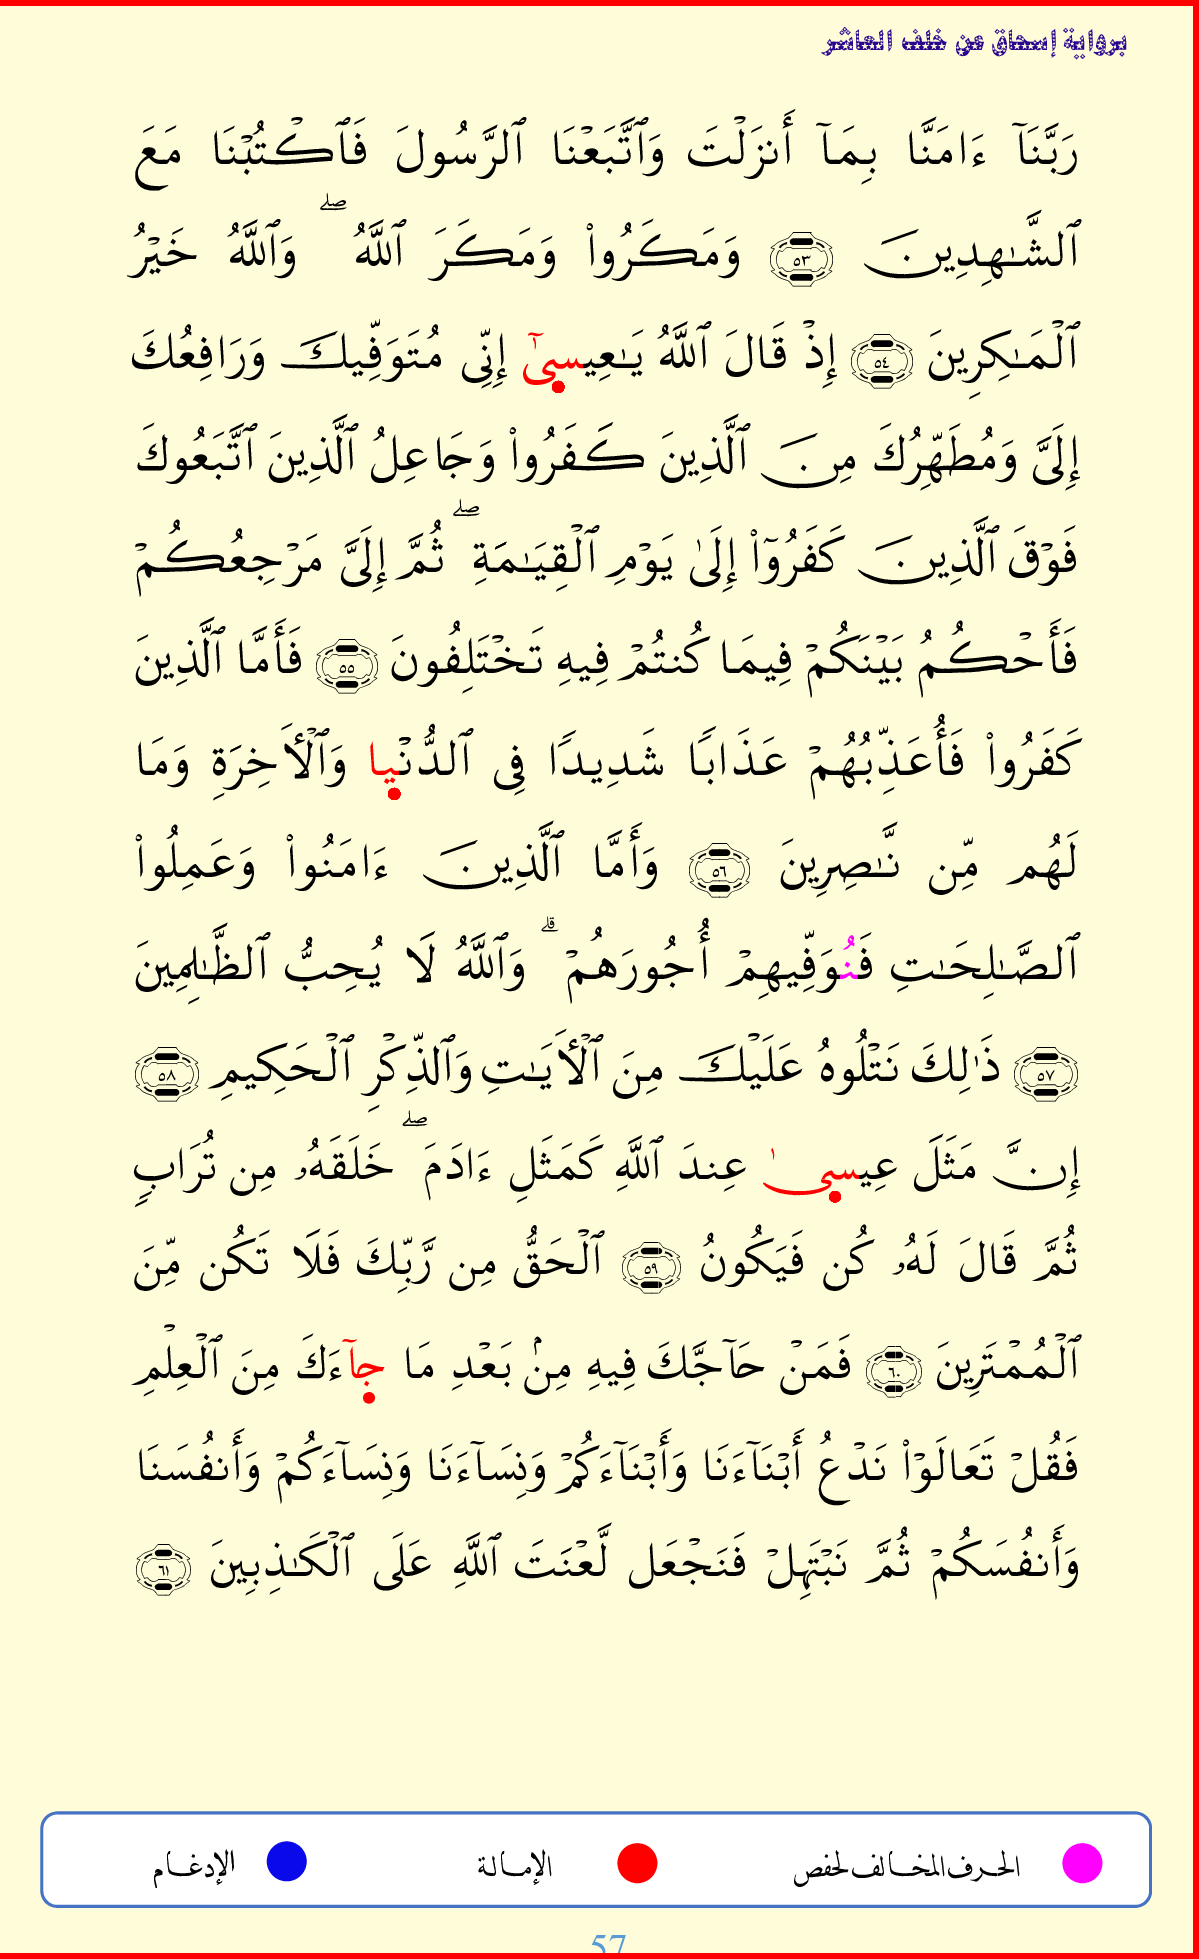 برواية إسحاق عن خلف العاشر
رَبَّنَآ ءَامَنَّا بِمَآ أَنزَلْتَ وَٱتَّبَعْنَا ٱلرَّسُولَ فَٱكْتُبْنَا مَعَ
ٱلشَّٰهِدِينَ ٥٣ وَمَكَرُوا۟ وَمَكَرَ ٱللَّهُ ۖ وَٱللَّهُ خَيْرُ
ٱلْمَٰكِرِينَ ٥٤ إِذْ قَالَ ٱللَّهُ يَٰعِيسىٓ إِنِّى مُتَوَفِّيكَ وَرَافِعُكَ
إِلَىَّ وَمُطَهِّرُكَ مِنَ ٱلَّذِينَ كَفَرُوا۟ وَجَاعِلُ ٱلَّذِينَ ٱتَّبَعُوكَ
فَوْقَ ٱلَّذِينَ كَفَرُوٓا۟ إِلَىٰ يَوْمِ ٱلْقِيَٰمَةِ ۖ ثُمَّ إِلَىَّ مَرْجِعُكُمْ
فَأَحْكُمُ بَيْنَكُمْ فِيمَا كُنتُمْ فِيهِ تَخْتَلِفُونَ ٥٥ فَأَمَّا ٱلَّذِينَ
كَفَرُوا۟ فَأُعَذِّبُهُمْ عَذَابًا شَدِيدًا فِى ٱلدُّنْيا وَٱلْأَخِرَةِ وَمَا
لَهُم مِّن نَّٰصِرِينَ ٥٦ وَأَمَّا ٱلَّذِينَ ءَامَنُوا۟ وَعَمِلُوا۟
ٱلصَّٰلِحَٰتِ فَنُوَفِّيهِمْ أُجُورَهُمْ ۗ وَٱللَّهُ لَا يُحِبُّ ٱلظَّٰلِمِينَ
٥٧ ذَٰلِكَ نَتْلُوهُ عَلَيْكَ مِنَ ٱلْأَيَٰتِ وَٱلذِّكْرِ ٱلْحَكِيمِ ٥٨
إِنَّ مَثَلَ عِيسىٰ عِندَ ٱللَّهِ كَمَثَلِ ءَادَمَ ۖ خَلَقَهُۥ مِن تُرَابٍ
ثُمَّ قَالَ لَهُۥ كُن فَيَكُونُ ٥٩ ٱلْحَقُّ مِن رَّبِّكَ فَلَا تَكُن مِّنَ
ٱلْمُمْتَرِينَ ٦٠ فَمَنْ حَآجَّكَ فِيهِ مِنۢ بَعْدِ مَا جآءَكَ مِنَ ٱلْعِلْمِ
فَقُلْ تَعَالَوْا۟ نَدْعُ أَبْنَآءَنَا وَأَبْنَآءَكُمْ وَنِسَآءَنَا وَنِسَآءَكُمْ وَأَنفُسَنَا
وَأَنفُسَكُمْ ثُمَّ نَبْتَهِلْ فَنَجْعَل لَّعْنَتَ ٱللَّهِ عَلَى ٱلْكَٰذِبِينَ ٦١
الحرف المخالف لحفص الإمالة الإدغام
57